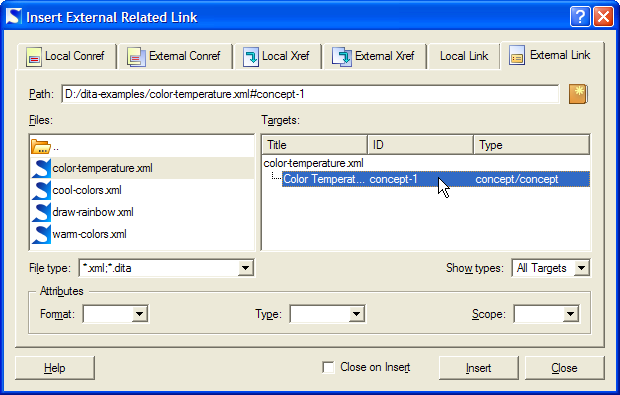 Insert External Related Link
Local Conref External Conref Local Xref External Xref Local Link External Link
Path: D:/dita-examples/color-temperature.xml#concept-1
Files: Targets:
.. Title ID Type
color-temperature.xml color-temperature.xml
cool-colors.xml Color Temperat... concept-1 concept/concept
draw-rainbow.xml
warm-colors.xml
File type: *.xml;*.dita Show types: All Targets
Attributes
Format: Type: Scope:
Help Close on Insert Insert Close